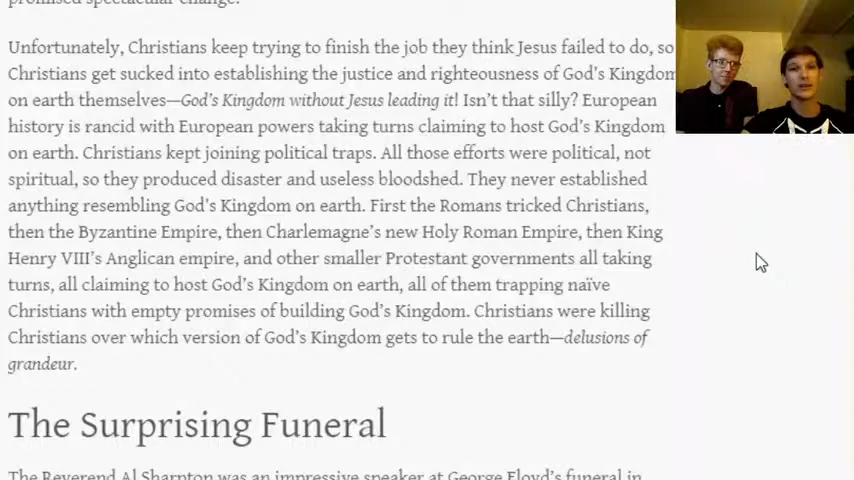 promised spectacular change.
Unfortunately, Christians keep trying to finish the job they think Jesus failed to do, so
Christians get sucked into establishing the justice and righteousness of God's Kingdom
on earth themselves—God's Kingdom without Jesus leading it! Isn't that silly? European
history is rancid with European powers taking turns claiming to host God's Kingdom
on earth. Christians kept joining political traps. All those efforts were political, not
spiritual, so they produced disaster and useless bloodshed. They never established
anything resembling God's Kingdom on earth. First the Romans tricked Christians,
then the Byzantine Empire, then Charlemagne's new Holy Roman Empire, then King
Henry VIII's Anglican empire, and other smaller Protestant governments all taking
turns, all claiming to host God's Kingdom on earth, all of them trapping naïve
Christians with empty promises of building God's Kingdom. Christians were killing
Christians over which version of God's Kingdom gets to rule the earth—delusions of
grandeur.
The Surprising Funeral
The Reverend Al Sharpton was an impressive speaker at George Floyd's funeral in